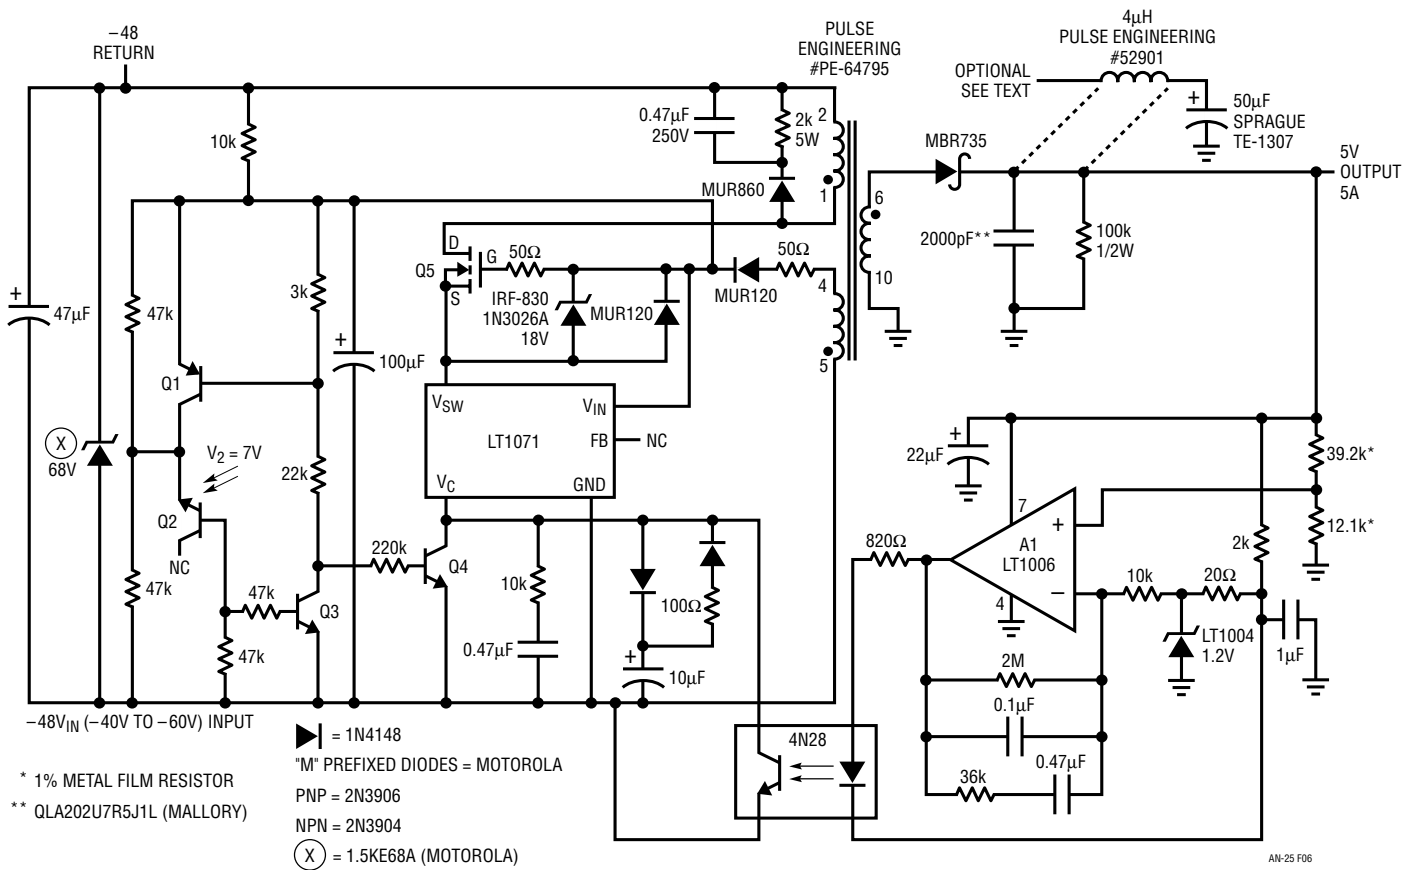 –48
RETURN
PULSE
ENGINEERING
#PE-64795
4µH
PULSE ENGINEERING
#52901
OPTIONAL
SEE TEXT
+
50µF
SPRAGUE
TE-1307
10k
0.47µF
250V
2k
5W
2
1
MUR860
MBR735
6
10
5V
OUTPUT
5A
2000pF**
100k
1/2W
+
47µF
47k
3k
D
G
S
Q5
50Ω
IRF-830
1N3026A
18V
MUR120
MUR120
50Ω
4
5
+
100µF
Q1
VSW
VIN
LT1071
FB
NC
VC
GND
X
68V
V2 = 7V
22k
Q2
NC
47k
47k
47k
Q3
220k
Q4
10k
0.47µF
100Ω
+
10µF
+
22µF
39.2k*
12.1k*
7
+
A1
LT1006
–
4
820Ω
2k
10k
20Ω
LT1004
1.2V
1µF
2M
0.1µF
0.47µF
36k
4N28
–48VIN (–40V TO –60V) INPUT
* 1% METAL FILM RESISTOR
** QLA202U7R5J1L (MALLORY)
= 1N4148
"M" PREFIXED DIODES = MOTOROLA
PNP = 2N3906
NPN = 2N3904
X = 1.5KE68A (MOTOROLA)
AN-25 F06